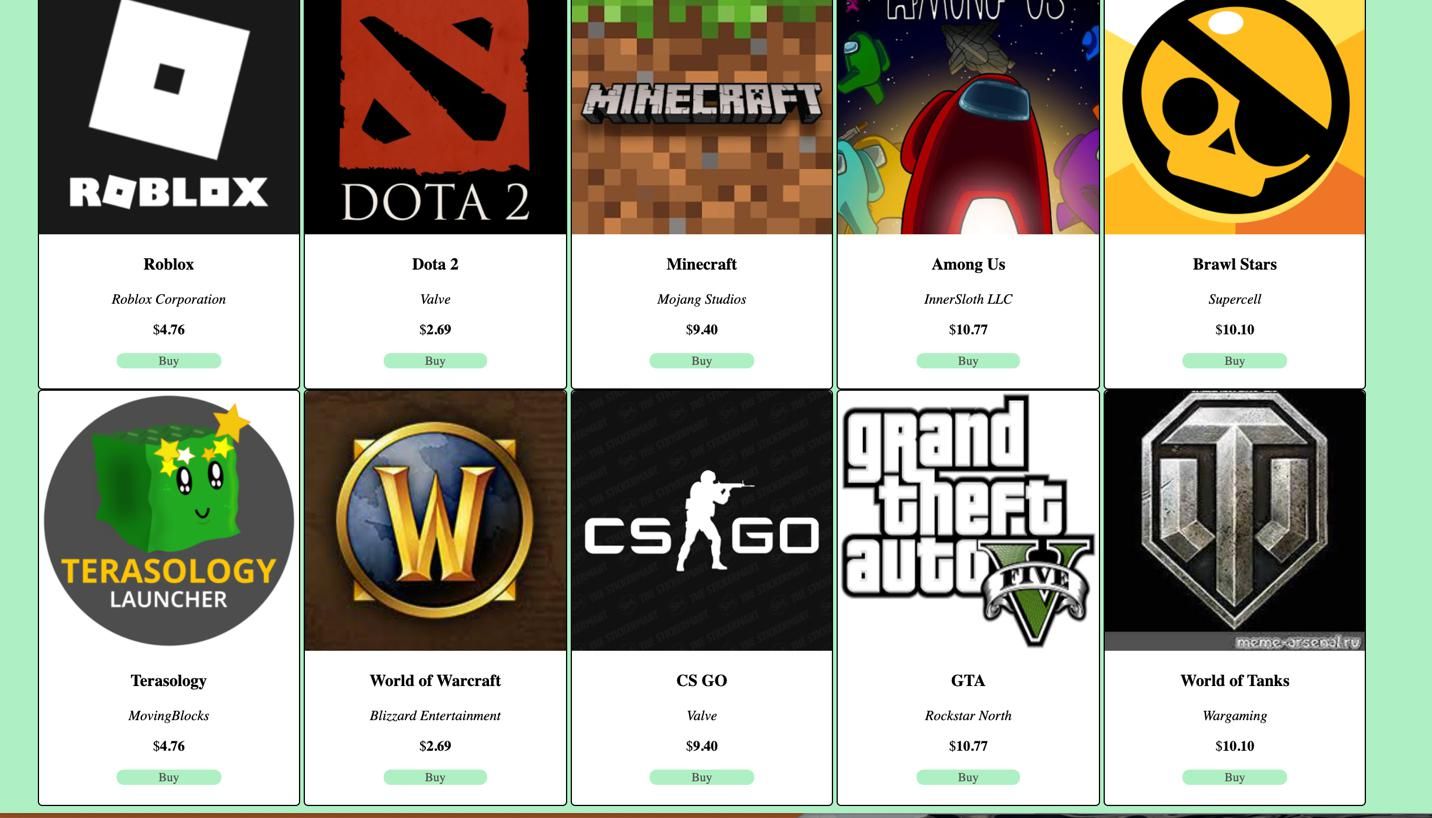 AMONG US
MINECRAFT
ROBLOX
DOTA 2
Roblox
Dota 2
Minecraft
Among Us
Brawl Stars
Roblox Corporation
Valve
Mojang Studios
InnerSloth LLC
Supercell
$4.76
$2.69
$9.40
$10.77
$10.10
Buy
Buy
Buy
Buy
Buy
TERASOLOGY
LAUNCHER
W
CS GO
grand
theft
auto
V
FIVE
meme-arsenal.ru
Terasology
World of Warcraft
CS GO
GTA
World of Tanks
MovingBlocks
Blizzard Entertainment
Valve
Rockstar North
Wargaming
$4.76
$2.69
$9.40
$10.77
$10.10
Buy
Buy
Buy
Buy
Buy